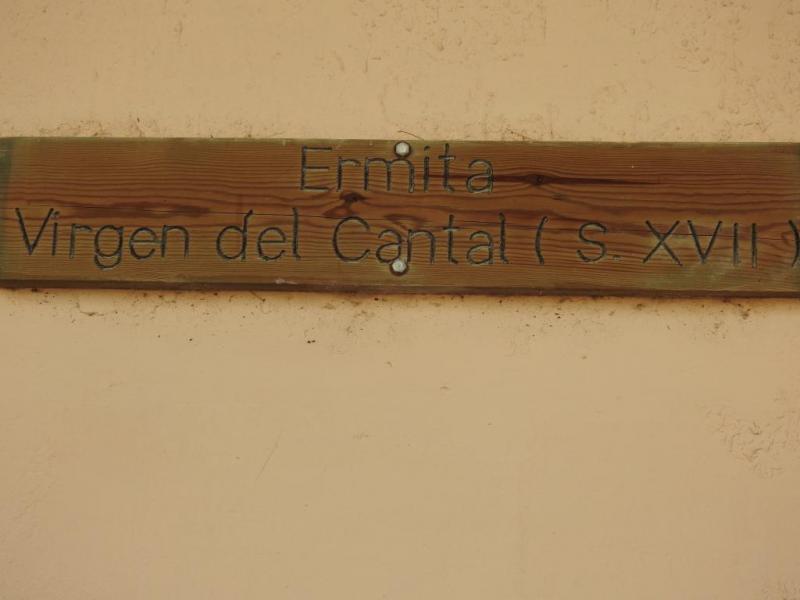 Ermita
Virgen del Cantal ( S. XVII )